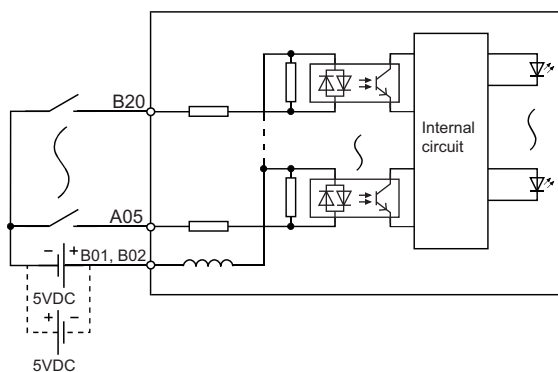 B20
Internal
circuit
A05
− + B01, B02
5VDC
+ −
5VDC